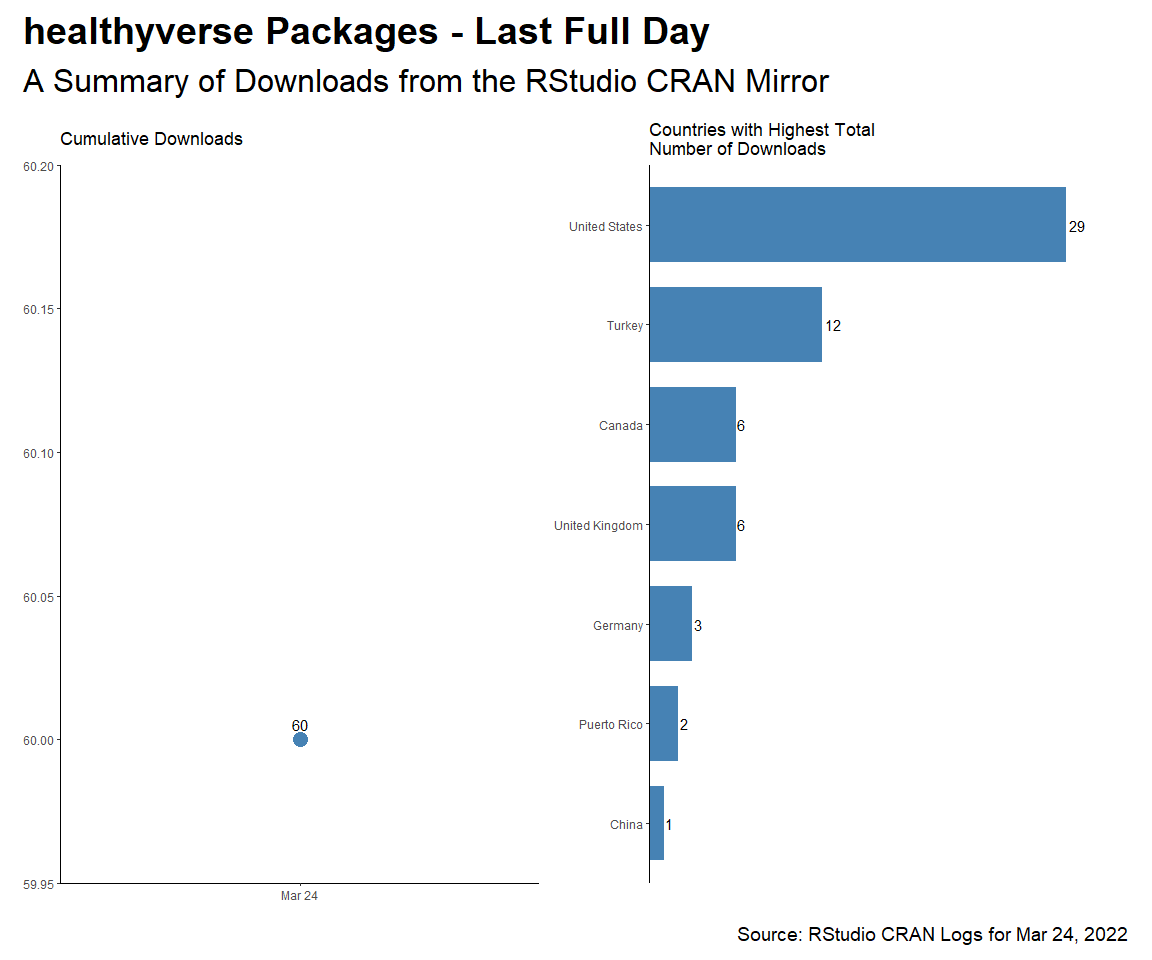 healthyverse Packages - Last Full Day
A Summary of Downloads from the RStudio CRAN Mirror
Cumulative Downloads
60.20
60.15
60.10
60.05
60.00
59.95
60
Mar 24
Countries with Highest Total
Number of Downloads
United States 29
Turkey 12
Canada 6
United Kingdom 6
Germany 3
Puerto Rico 2
China 1
Source: RStudio CRAN Logs for Mar 24, 2022